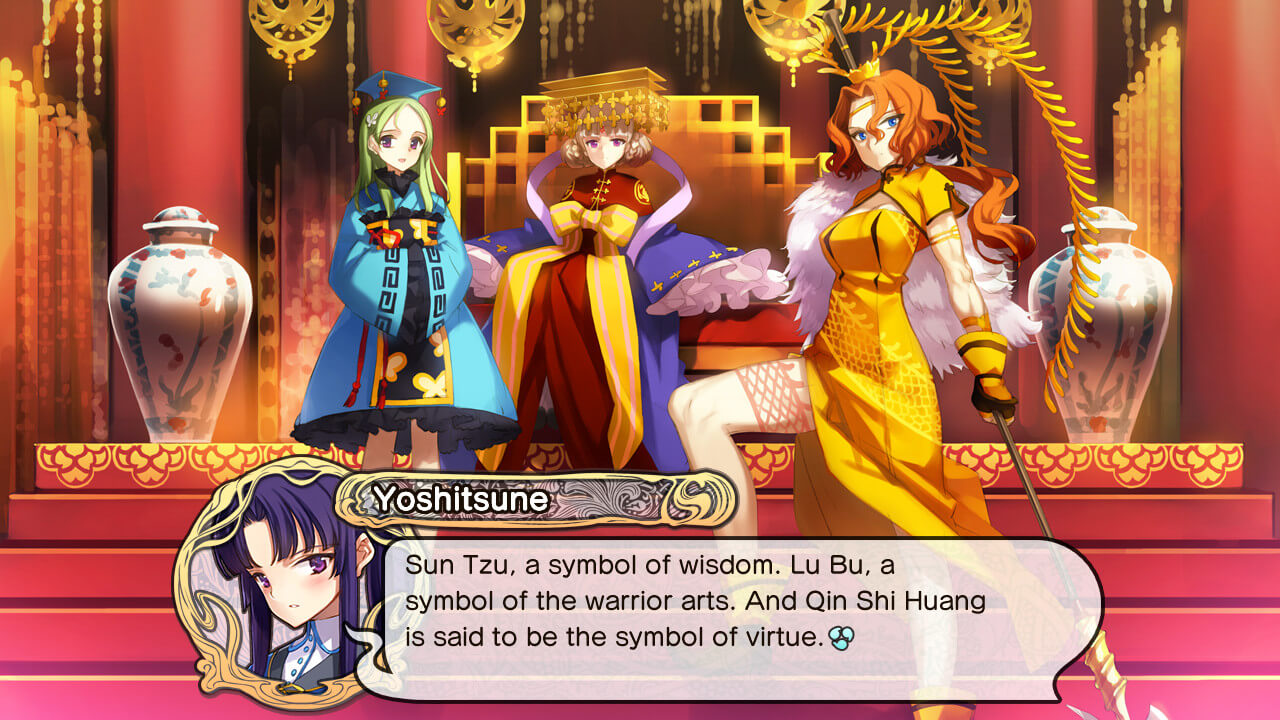 Yoshitsune
Sun Tzu, a symbol of wisdom. Lu Bu, a
symbol of the warrior arts. And Qin Shi Huang
is said to be the symbol of virtue.